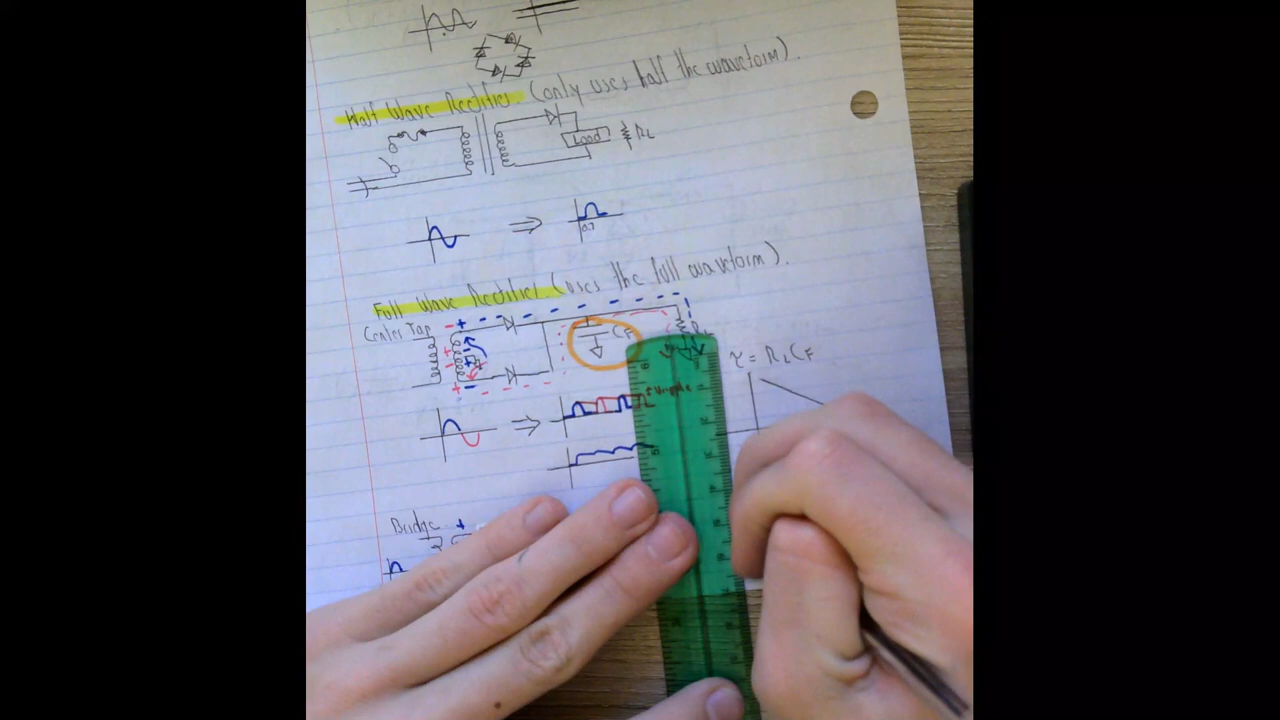 Half Wave Rectifier (only uses half the waveform).
Load RL
0.7
Full Wave Rectifier (uses the full waveform).
Center Tap
CF
RL
τ = RLCF
Bridge